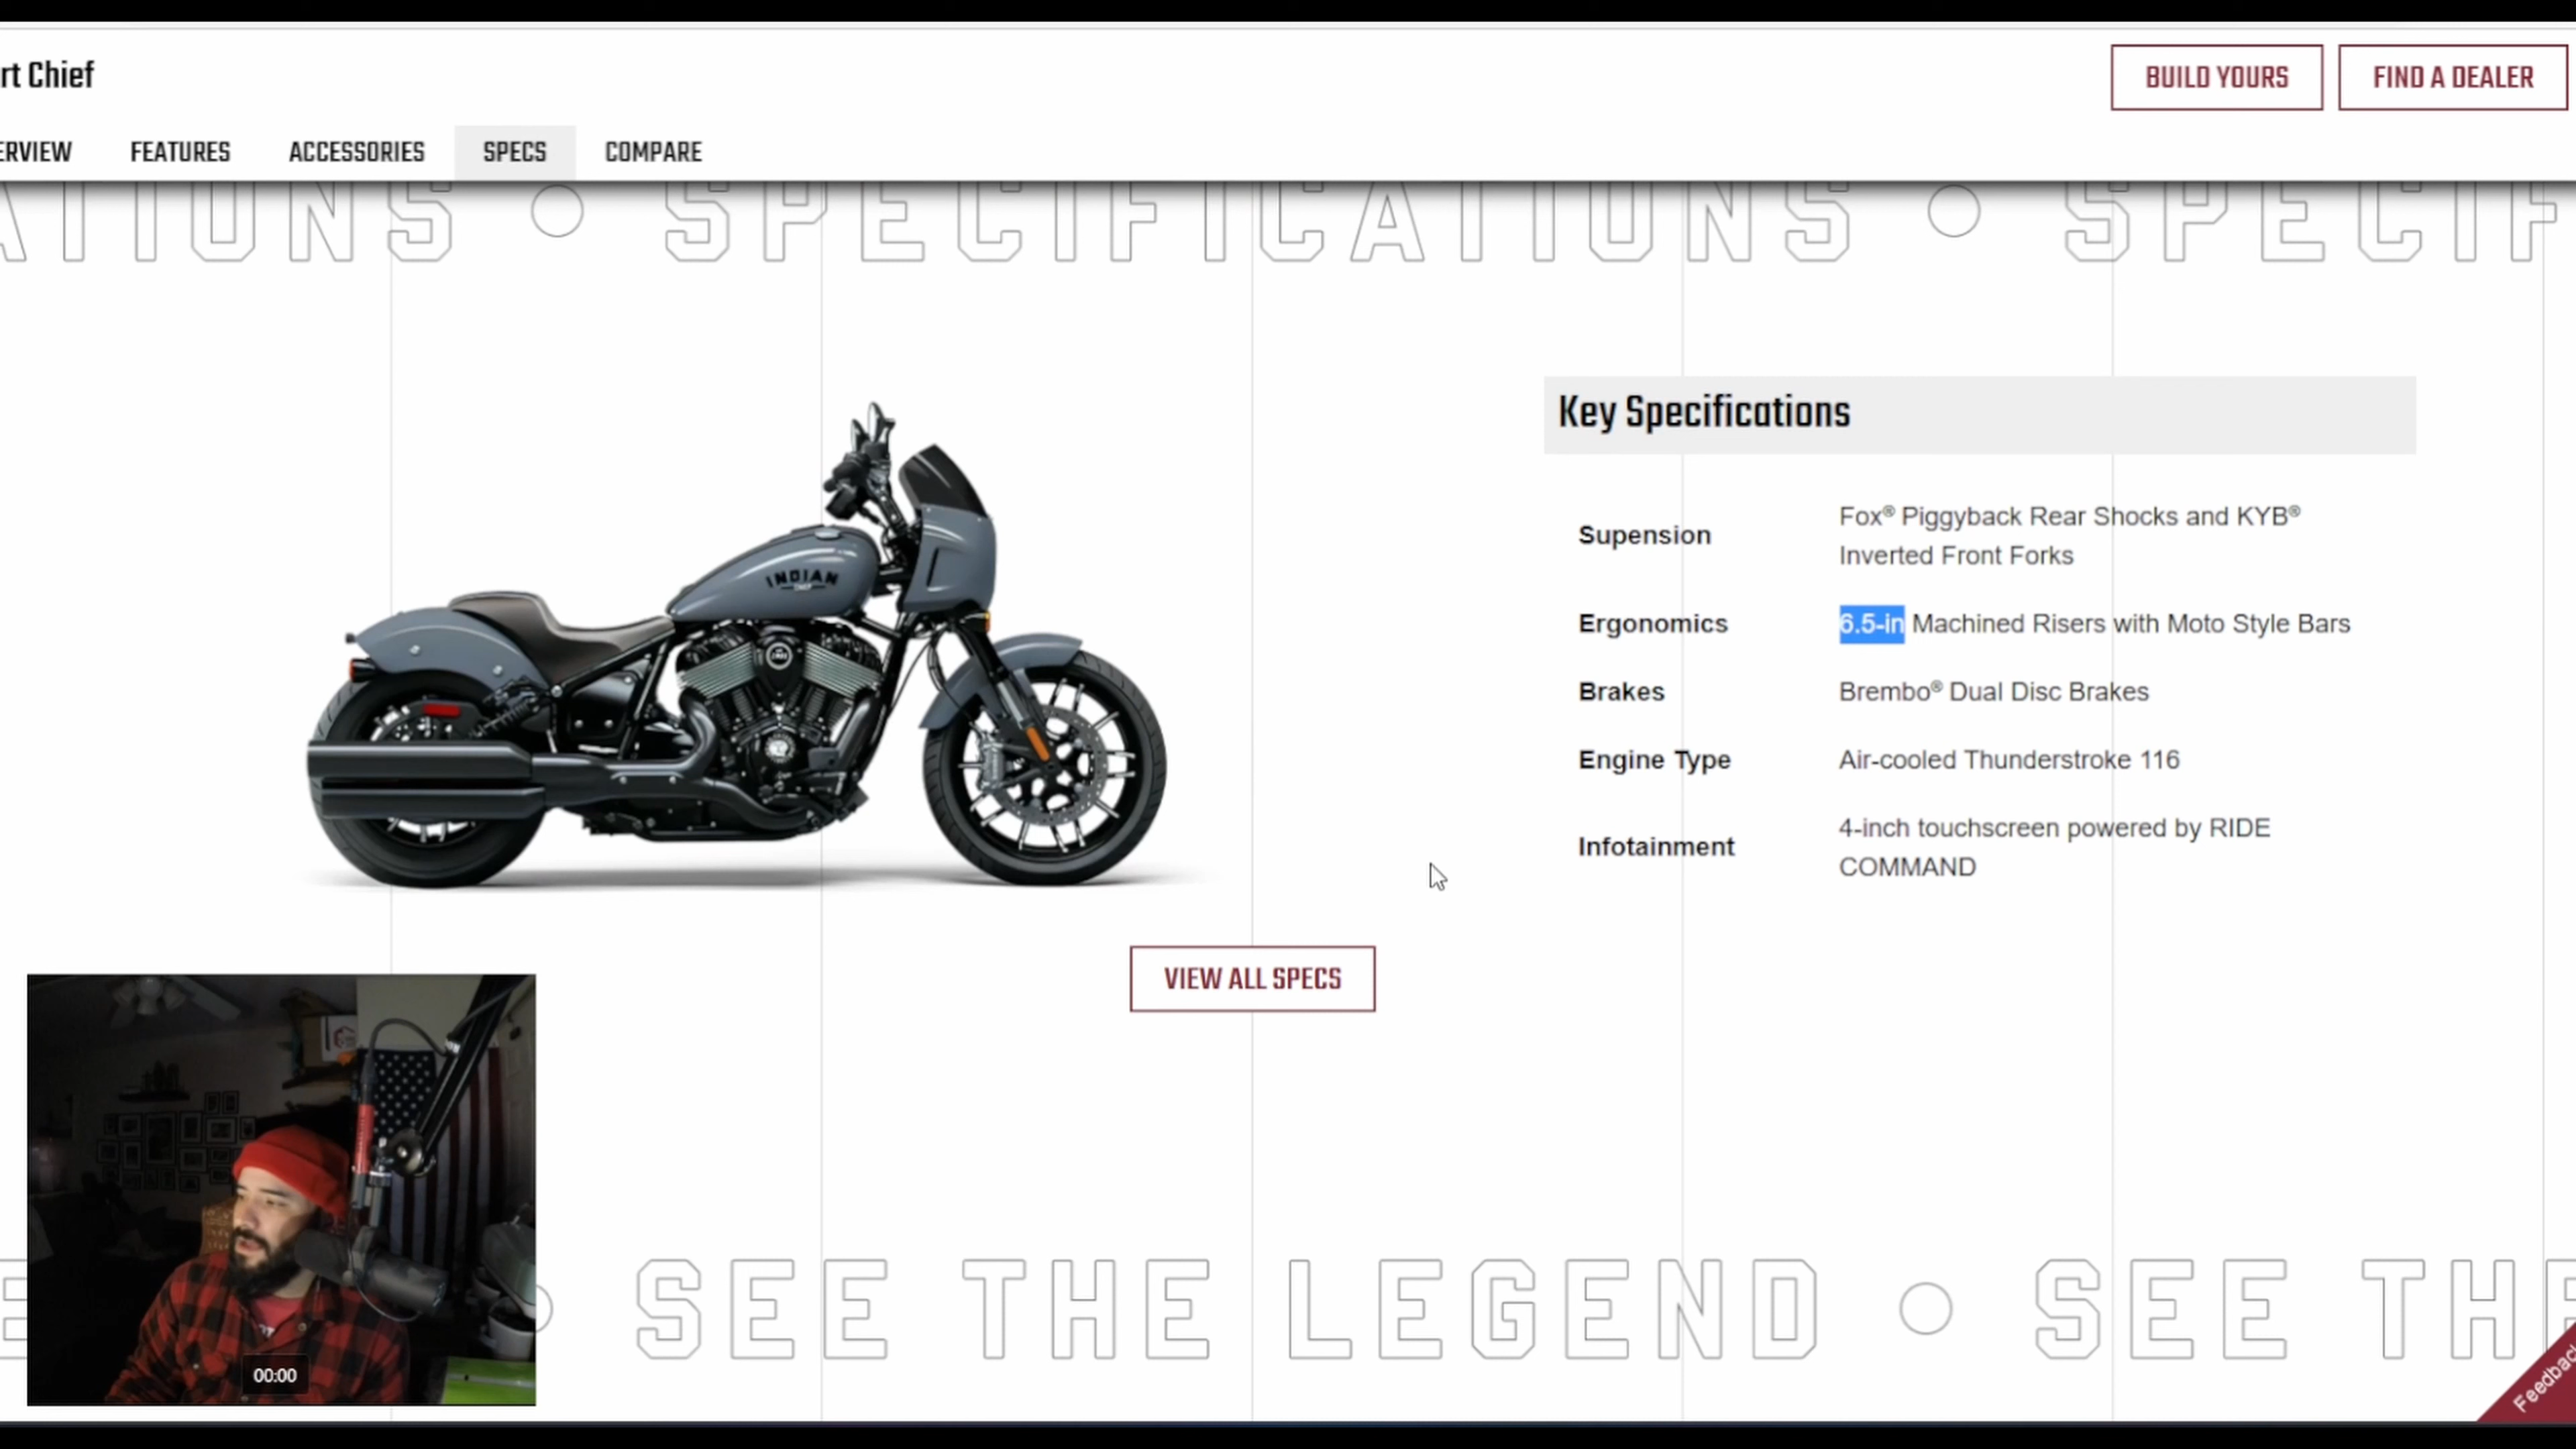 rt Chief
BUILD YOURS
FIND A DEALER
ERVIEW
FEATURES
ACCESSORIES
SPECS
COMPARE
ATIONS • SPECIFICATIONS • SPECIF
Key Specifications
Supension
Fox® Piggyback Rear Shocks and KYB®
Inverted Front Forks
Ergonomics
6.5-in Machined Risers with Moto Style Bars
Brakes
Brembo® Dual Disc Brakes
Engine Type
Air-cooled Thunderstroke 116
Infotainment
4-inch touchscreen powered by RIDE
COMMAND
INDIAN
VIEW ALL SPECS
SEE THE LEGEND • SEE THE
00:00
Feedback